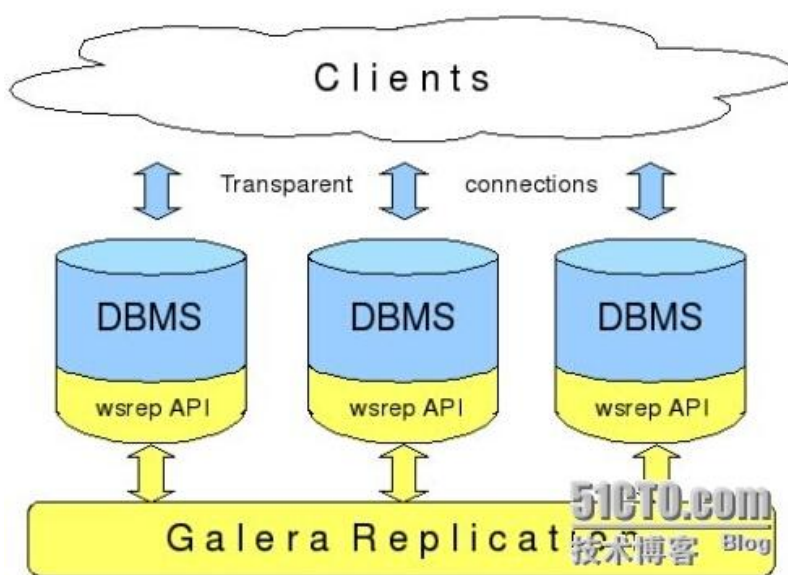 Clients
Transparent connections
DBMS DBMS DBMS
wsrep API wsrep API wsrep API
Galera Replication
51CTO.com
技术博客 Blog